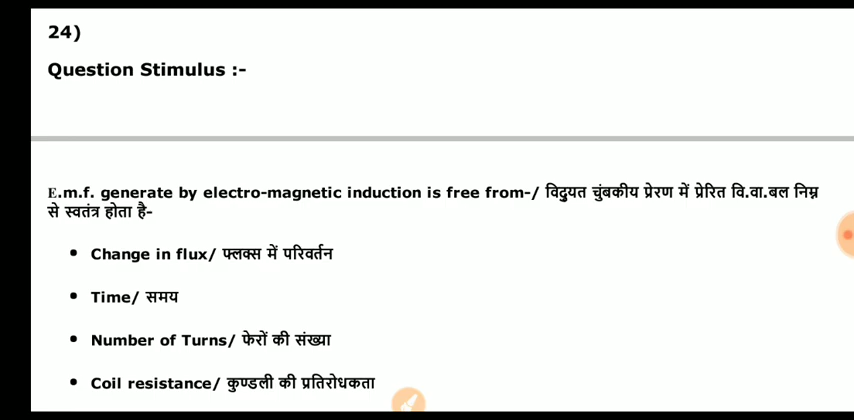 24)
Question Stimulus :-
E.m.f. generate by electro-magnetic induction is free from-/ विद्युयत चुंबकीय प्रेरण में प्रेरित वि.वा.बल निम्न
से स्वतंत्र होता है-
• Change in flux/ फ्लक्स में परिवर्तन
• Time/ समय
• Number of Turns/ फेरों की संख्या
• Coil resistance/ कुण्डली की प्रतिरोधकता